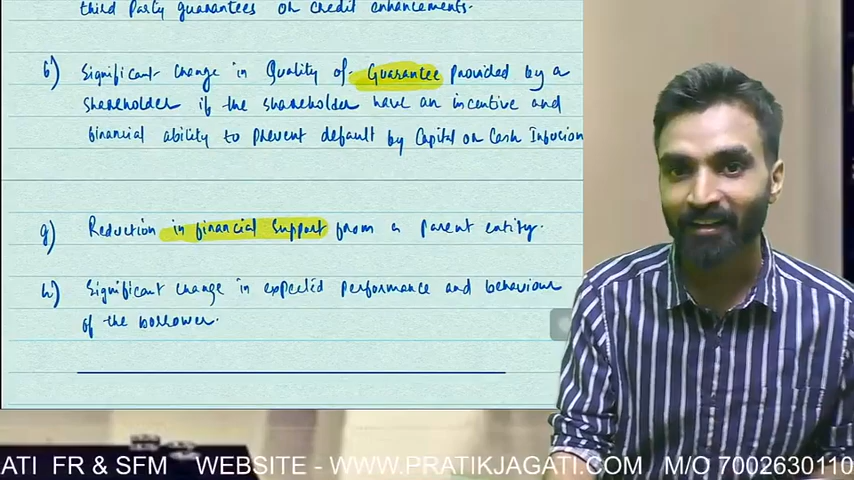 third Party guarantees or credit enhancements.
b) Significant change in Quality of Guarantee provided by a
shareholder if the shareholder have an incentive and
financial ability to prevent default by Capital or Cash Infusion
g) Reduction in financial support from a parent entity.
h) Significant change in expected performance and behaviour
of the borrower.
ATI FR & SFM WEBSITE - WWW.PRATIKJAGATI.COM M/O 7002630110